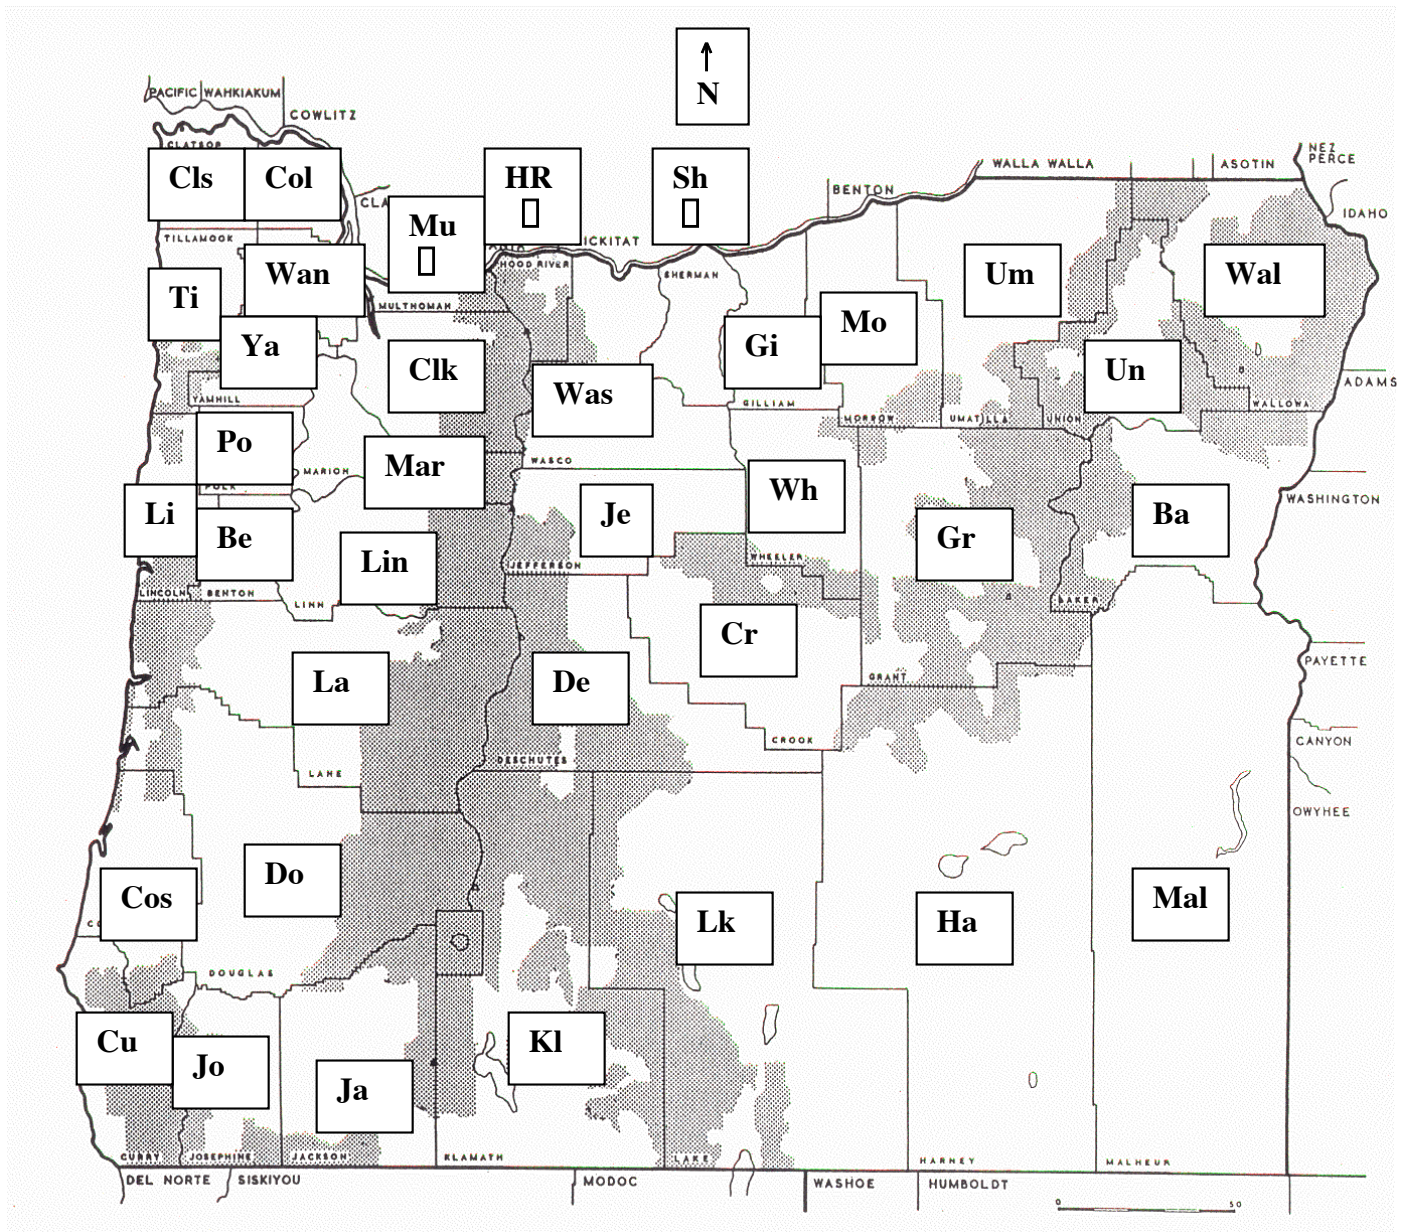 N
PACIFIC WAHKIAKUM
COWLITZ
CLATSOP
NEZ PERCE
WALLA WALLA
ASOTIN
Cls
Col
HR
Sh
CLA
BENTON
IDAHO
Mu
TILLAMOOK
ICKITAT
Wan
HOOD RIVER
SHERMAN
Um
Wal
Ti
MULTNOMAH
Mo
Ya
Clk
Gi
Un
Was
ADAMS
YAMHILL
GILLIAM
WALLOWA
MORROW
UMATILLA
UNION
Po
Mar
MARION
WASCO
POLK
Wh
WASHINGTON
Li
Be
Je
Gr
Ba
Lin
WHEELER
JEFFERSON
LINCOLN
BENTON
LINN
BAKER
Cr
PAYETTE
La
De
GRANT
CROOK
CANYON
DESCHUTES
LANE
OWYHEE
Do
Cos
CO
Lk
Ha
Mal
DOUGLAS
Cu
Jo
Kl
Ja
CURRY
JOSEPHINE
JACKSON
KLAMATH
LAKE
HARNEY
MALHEUR
DEL NORTE
SISKIYOU
MODOC
WASHOE
HUMBOLDT
0 50